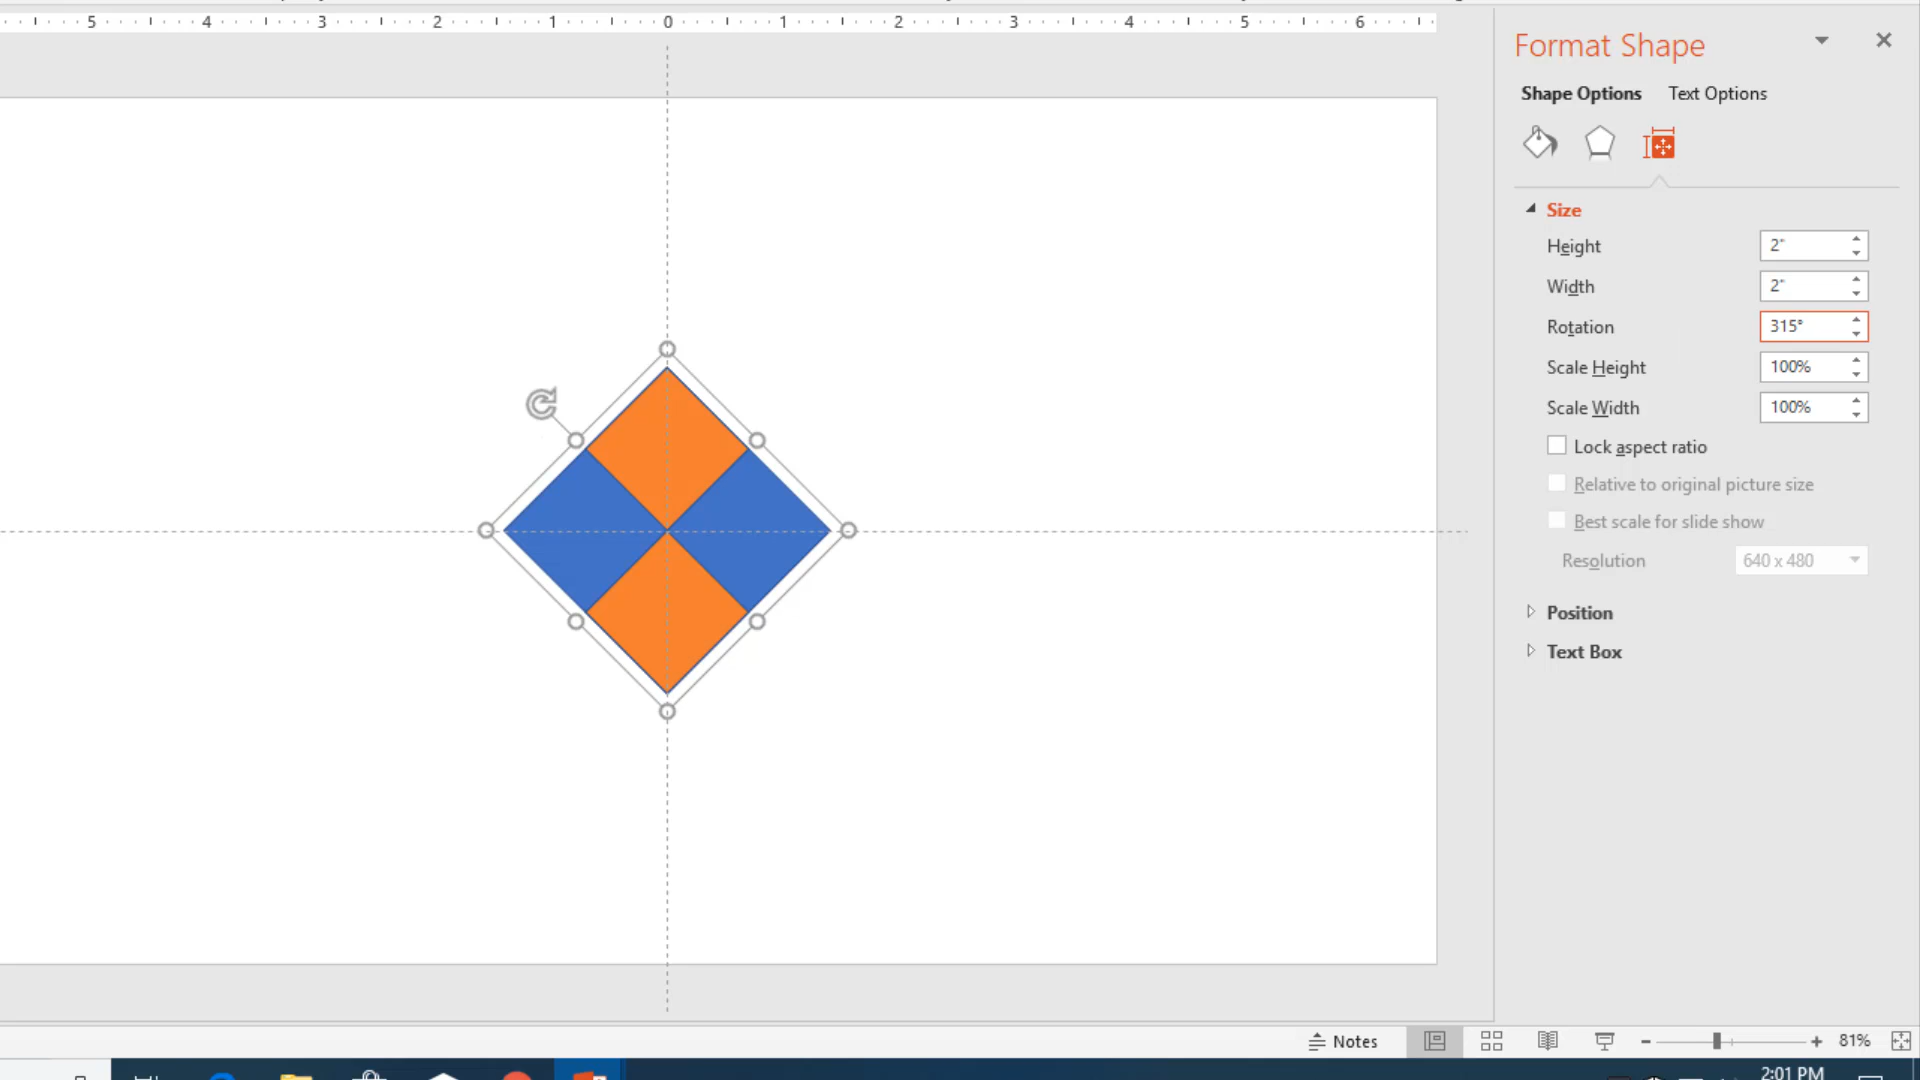 5 4 3 2 1 0 1 2 3 4 5 6
Format Shape
Shape Options Text Options
Size
Height 2"
Width 2"
Rotation 315°
Scale Height 100%
Scale Width 100%
Lock aspect ratio
Relative to original picture size
Best scale for slide show
Resolution 640 x 480
Position
Text Box
Notes 81%
2:01 PM